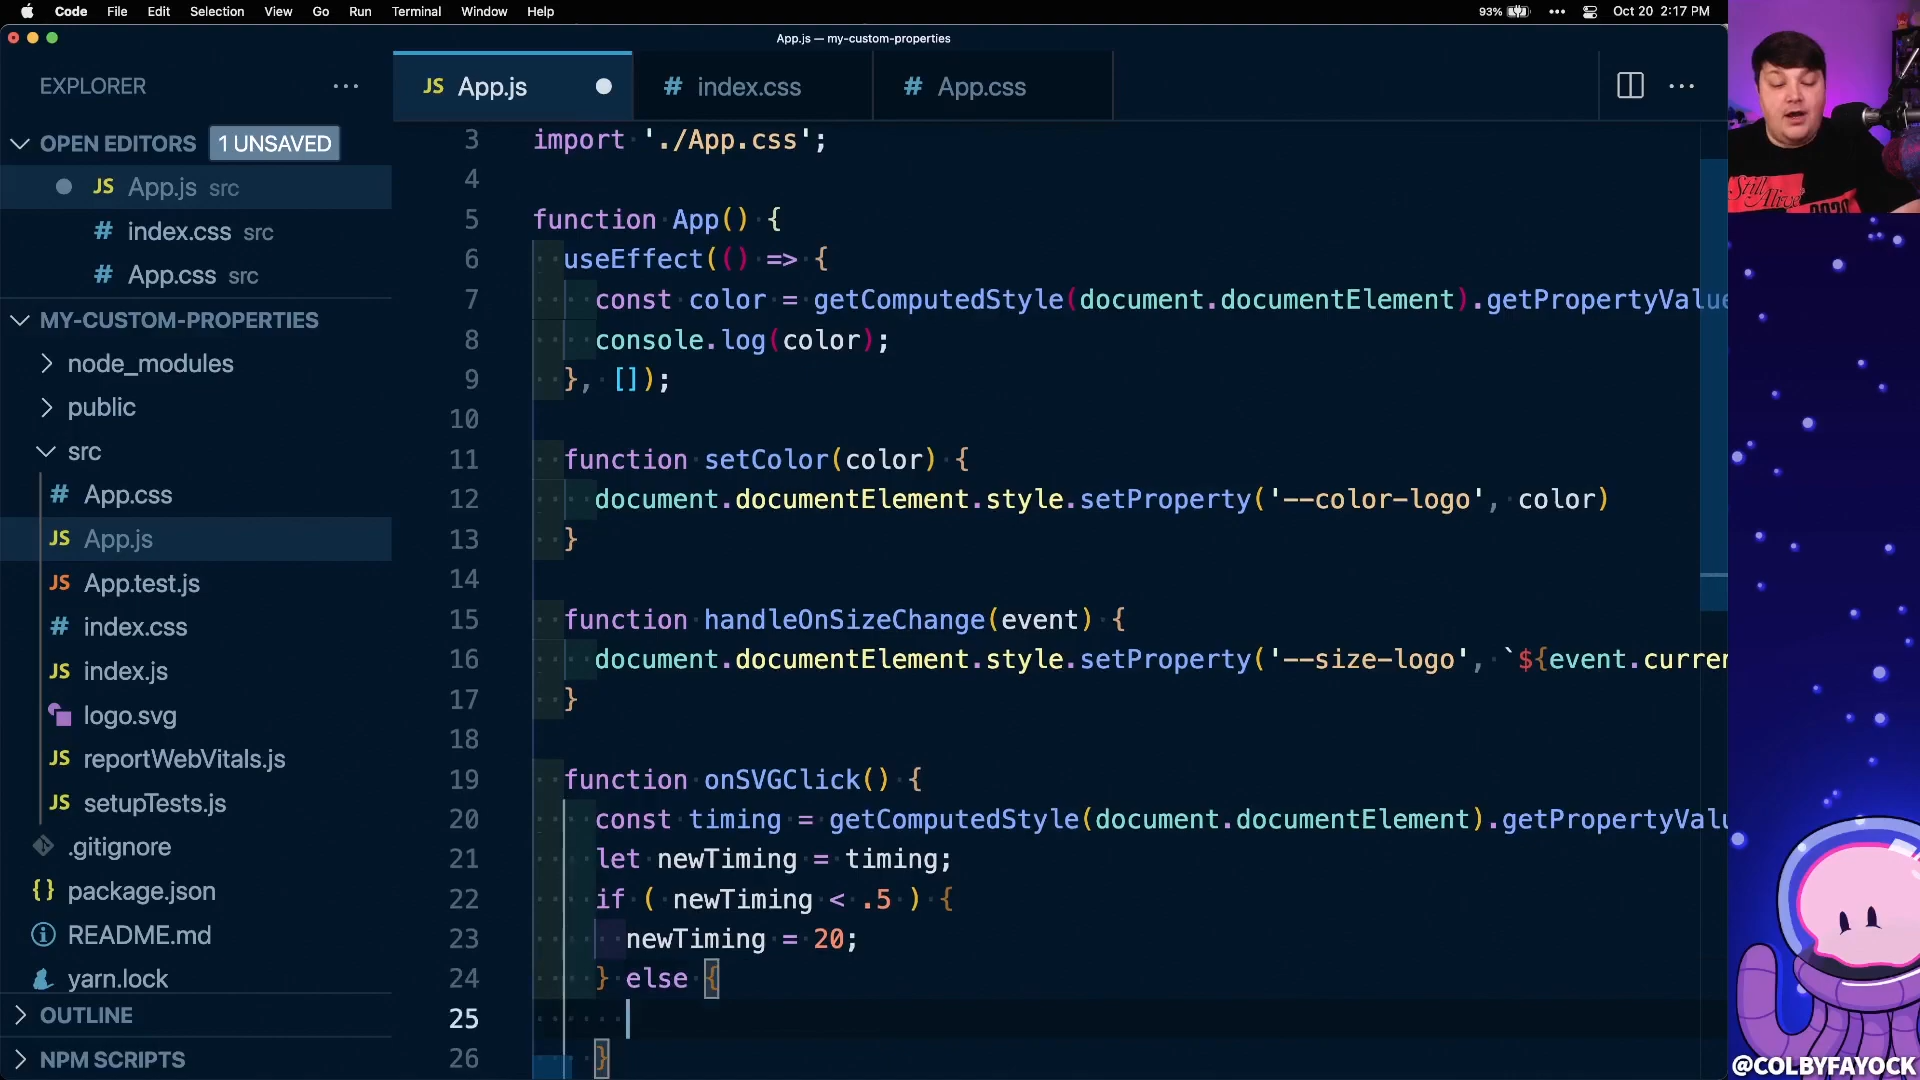 Code File Edit Selection View Go Run Terminal Window Help 93% Oct 20 2:17 PM
App.js — my-custom-properties
EXPLORER
OPEN EDITORS 1 UNSAVED
JS App.js src
# index.css src
# App.css src
MY-CUSTOM-PROPERTIES
node_modules
public
src
# App.css
JS App.js
JS App.test.js
# index.css
JS index.js
logo.svg
JS reportWebVitals.js
JS setupTests.js
.gitignore
{} package.json
README.md
yarn.lock
OUTLINE
NPM SCRIPTS
JS App.js # index.css # App.css
3 import './App.css';
4
5 function App() {
6 useEffect(() => {
7 const color = getComputedStyle(document.documentElement).getPropertyValue
8 console.log(color);
9 }, []);
10
11 function setColor(color) {
12 document.documentElement.style.setProperty('--color-logo', color)
13 }
14
15 function handleOnSizeChange(event) {
16 document.documentElement.style.setProperty('--size-logo', `${event.curren
17 }
18
19 function onSVGClick() {
20 const timing = getComputedStyle(document.documentElement).getPropertyValu
21 let newTiming = timing;
22 if ( newTiming < .5 ) {
23 newTiming = 20;
24 } else {
25
26 }
Still Alive
@COLBYFAYOCK